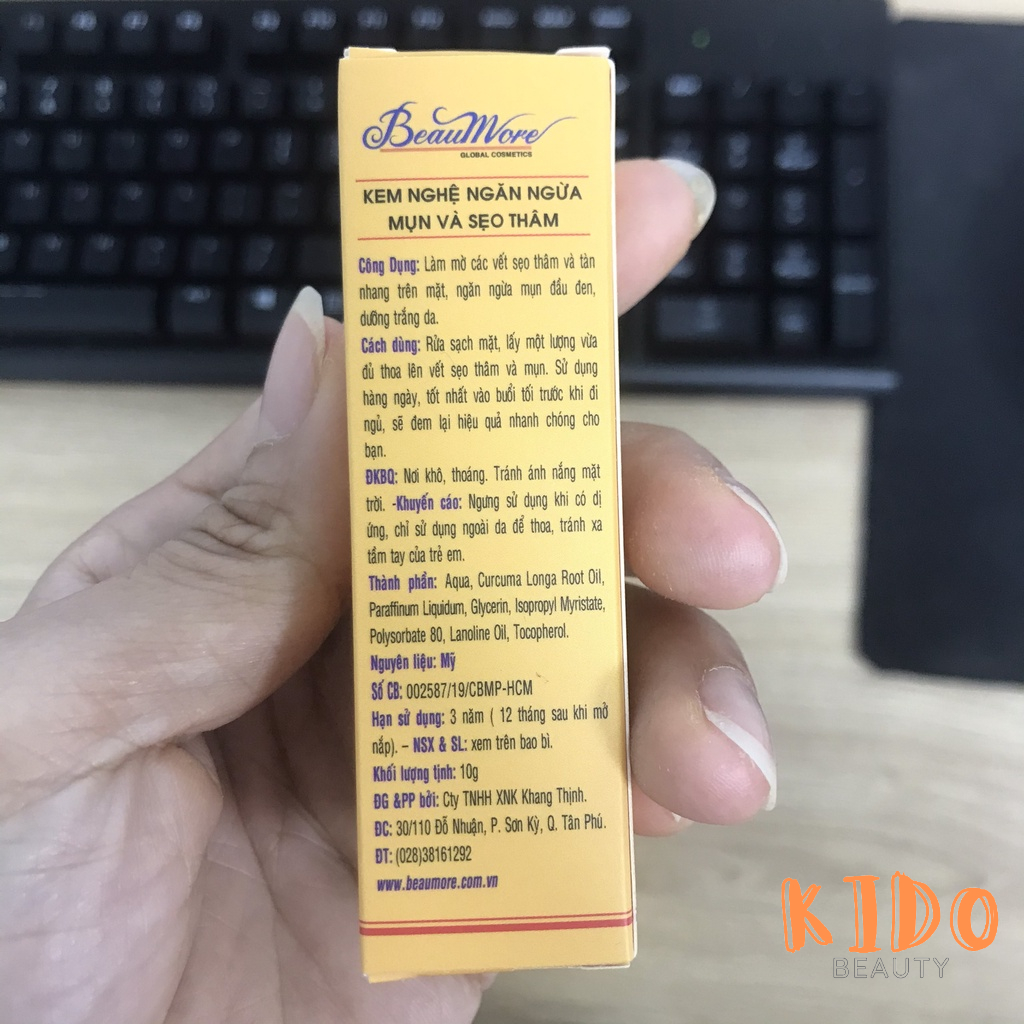 BeauMore
GLOBAL COSMETICS
KEM NGHỆ NGĂN NGỪA
MỤN VÀ SẸO THÂM
Công Dụng: Làm mờ các vết sẹo thâm và tàn
nhang trên mặt, ngăn ngừa mụn đầu đen,
dưỡng trắng da.
Cách dùng: Rửa sạch mặt, lấy một lượng vừa
đủ thoa lên vết sẹo thâm và mụn. Sử dụng
hàng ngày, tốt nhất vào buổi tối trước khi đi
ngủ, sẽ đem lại hiệu quả nhanh chóng cho
bạn.
ĐKBQ: Nơi khô, thoáng. Tránh ánh nắng mặt
trời. -Khuyến cáo: Ngưng sử dụng khi có dị
ứng, chỉ sử dụng ngoài da để thoa, tránh xa
tầm tay của trẻ em.
Thành phần: Aqua, Curcuma Longa Root Oil,
Paraffinum Liquidum, Glycerin, Isopropyl Myristate,
Polysorbate 80, Lanoline Oil, Tocopherol.
Nguyên liệu: Mỹ
Số CB: 002587/19/CBMP-HCM
Hạn sử dụng: 3 năm ( 12 tháng sau khi mở
nắp). – NSX & SL: xem trên bao bì.
Khối lượng tịnh: 10g
ĐG &PP bởi: Cty TNHH XNK Khang Thịnh.
ĐC: 30/110 Đỗ Nhuận, P. Sơn Kỳ, Q. Tân Phú.
ĐT: (028)38161292
www.beaumore.com.vn
KIDO
BEAUTY